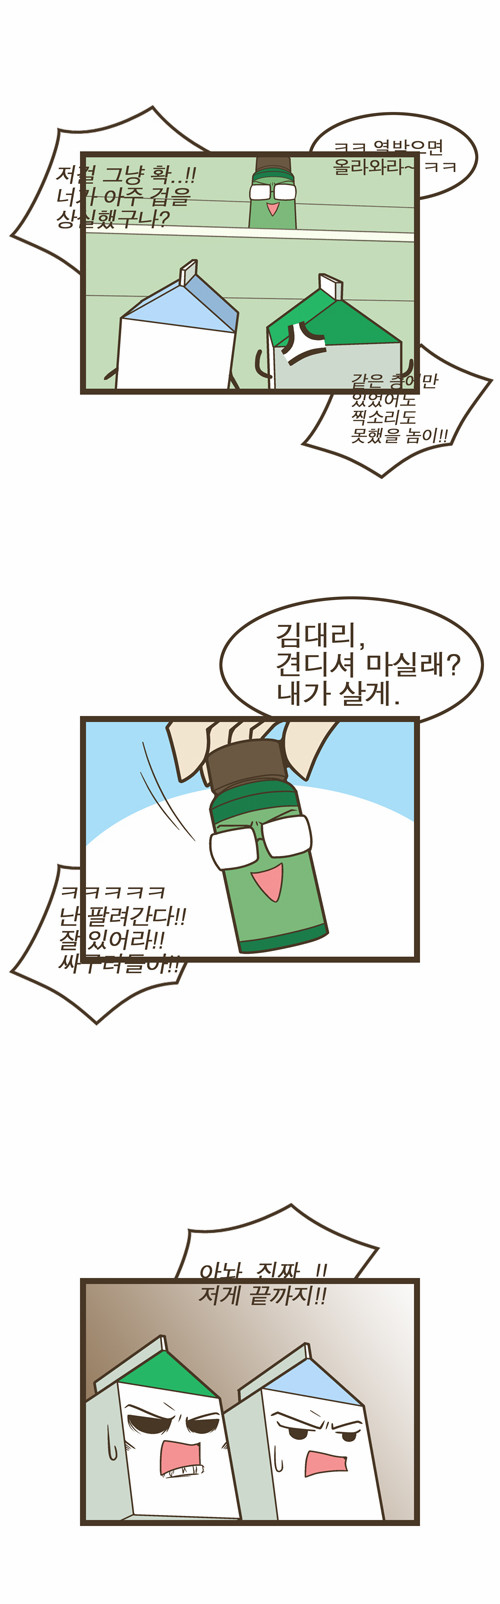 저걸 그냥 확..!!
너가 아주 겁을
상실했구나?
ㅋㅋ 열받으면
올라와라~ ㅋㅋ
같은 층에만
있었어도
찍소리도
못했을 놈이!!
김대리,
견디셔 마실래?
내가 살게.
ㅋㅋㅋㅋㅋ
난 팔려간다!!
잘 있어라!!
싸구려들아!!
아놔..진짜..!!
저게 끝까지!!